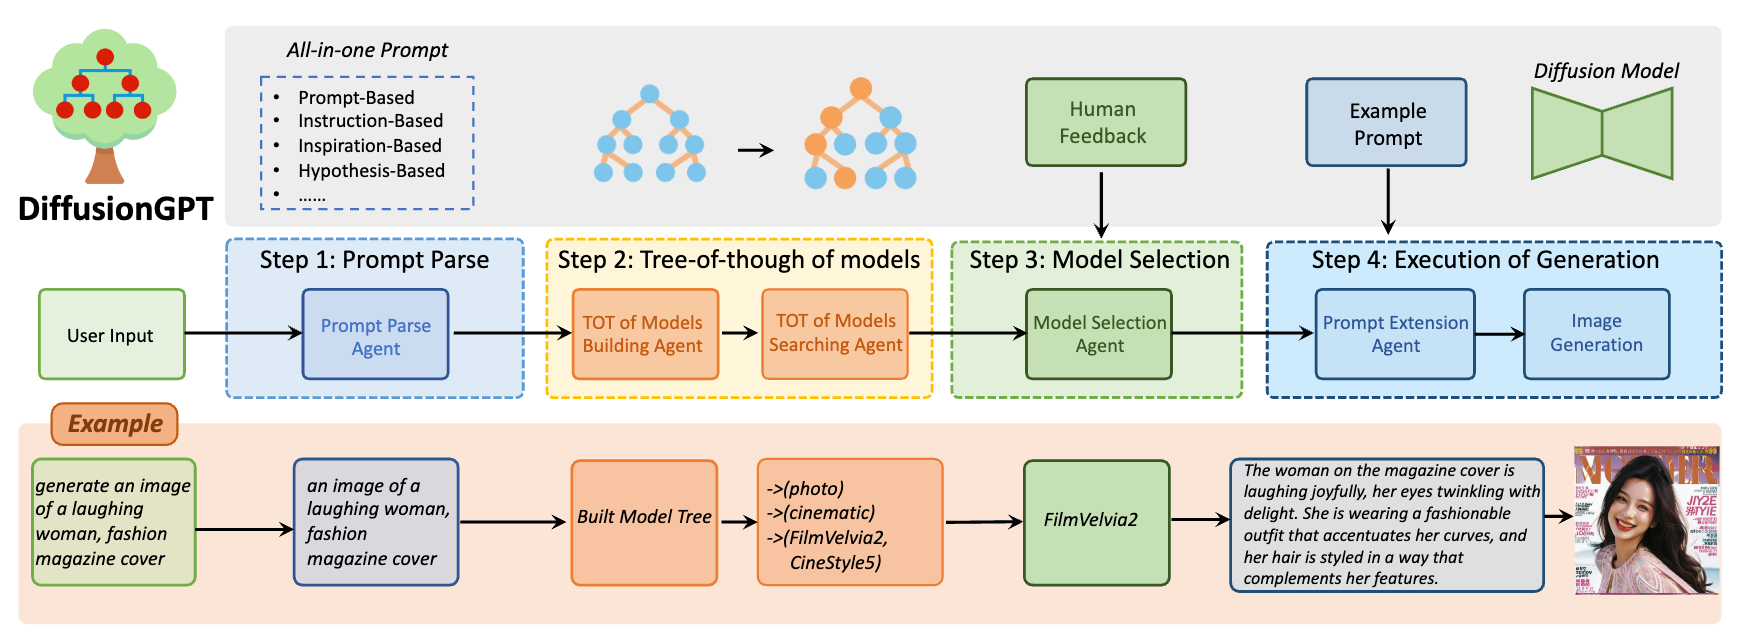 DiffusionGPT
All-in-one Prompt
• Prompt-Based
• Instruction-Based
• Inspiration-Based
• Hypothesis-Based
• ......
Human
Feedback
Example
Prompt
Diffusion Model
Step 1: Prompt Parse
Step 2: Tree-of-though of models
Step 3: Model Selection
Step 4: Execution of Generation
User Input
Prompt Parse
Agent
TOT of Models
Building Agent
TOT of Models
Searching Agent
Model Selection
Agent
Prompt Extension
Agent
Image
Generation
Example
generate an image
of a laughing
woman, fashion
magazine cover
an image of a
laughing woman,
fashion
magazine cover
Built Model Tree
->(photo)
->(cinematic)
->(FilmVelvia2,
CineStyle5)
FilmVelvia2
The woman on the magazine cover is
laughing joyfully, her eyes twinkling with
delight. She is wearing a fashionable
outfit that accentuates her curves, and
her hair is styled in a way that
complements her features.